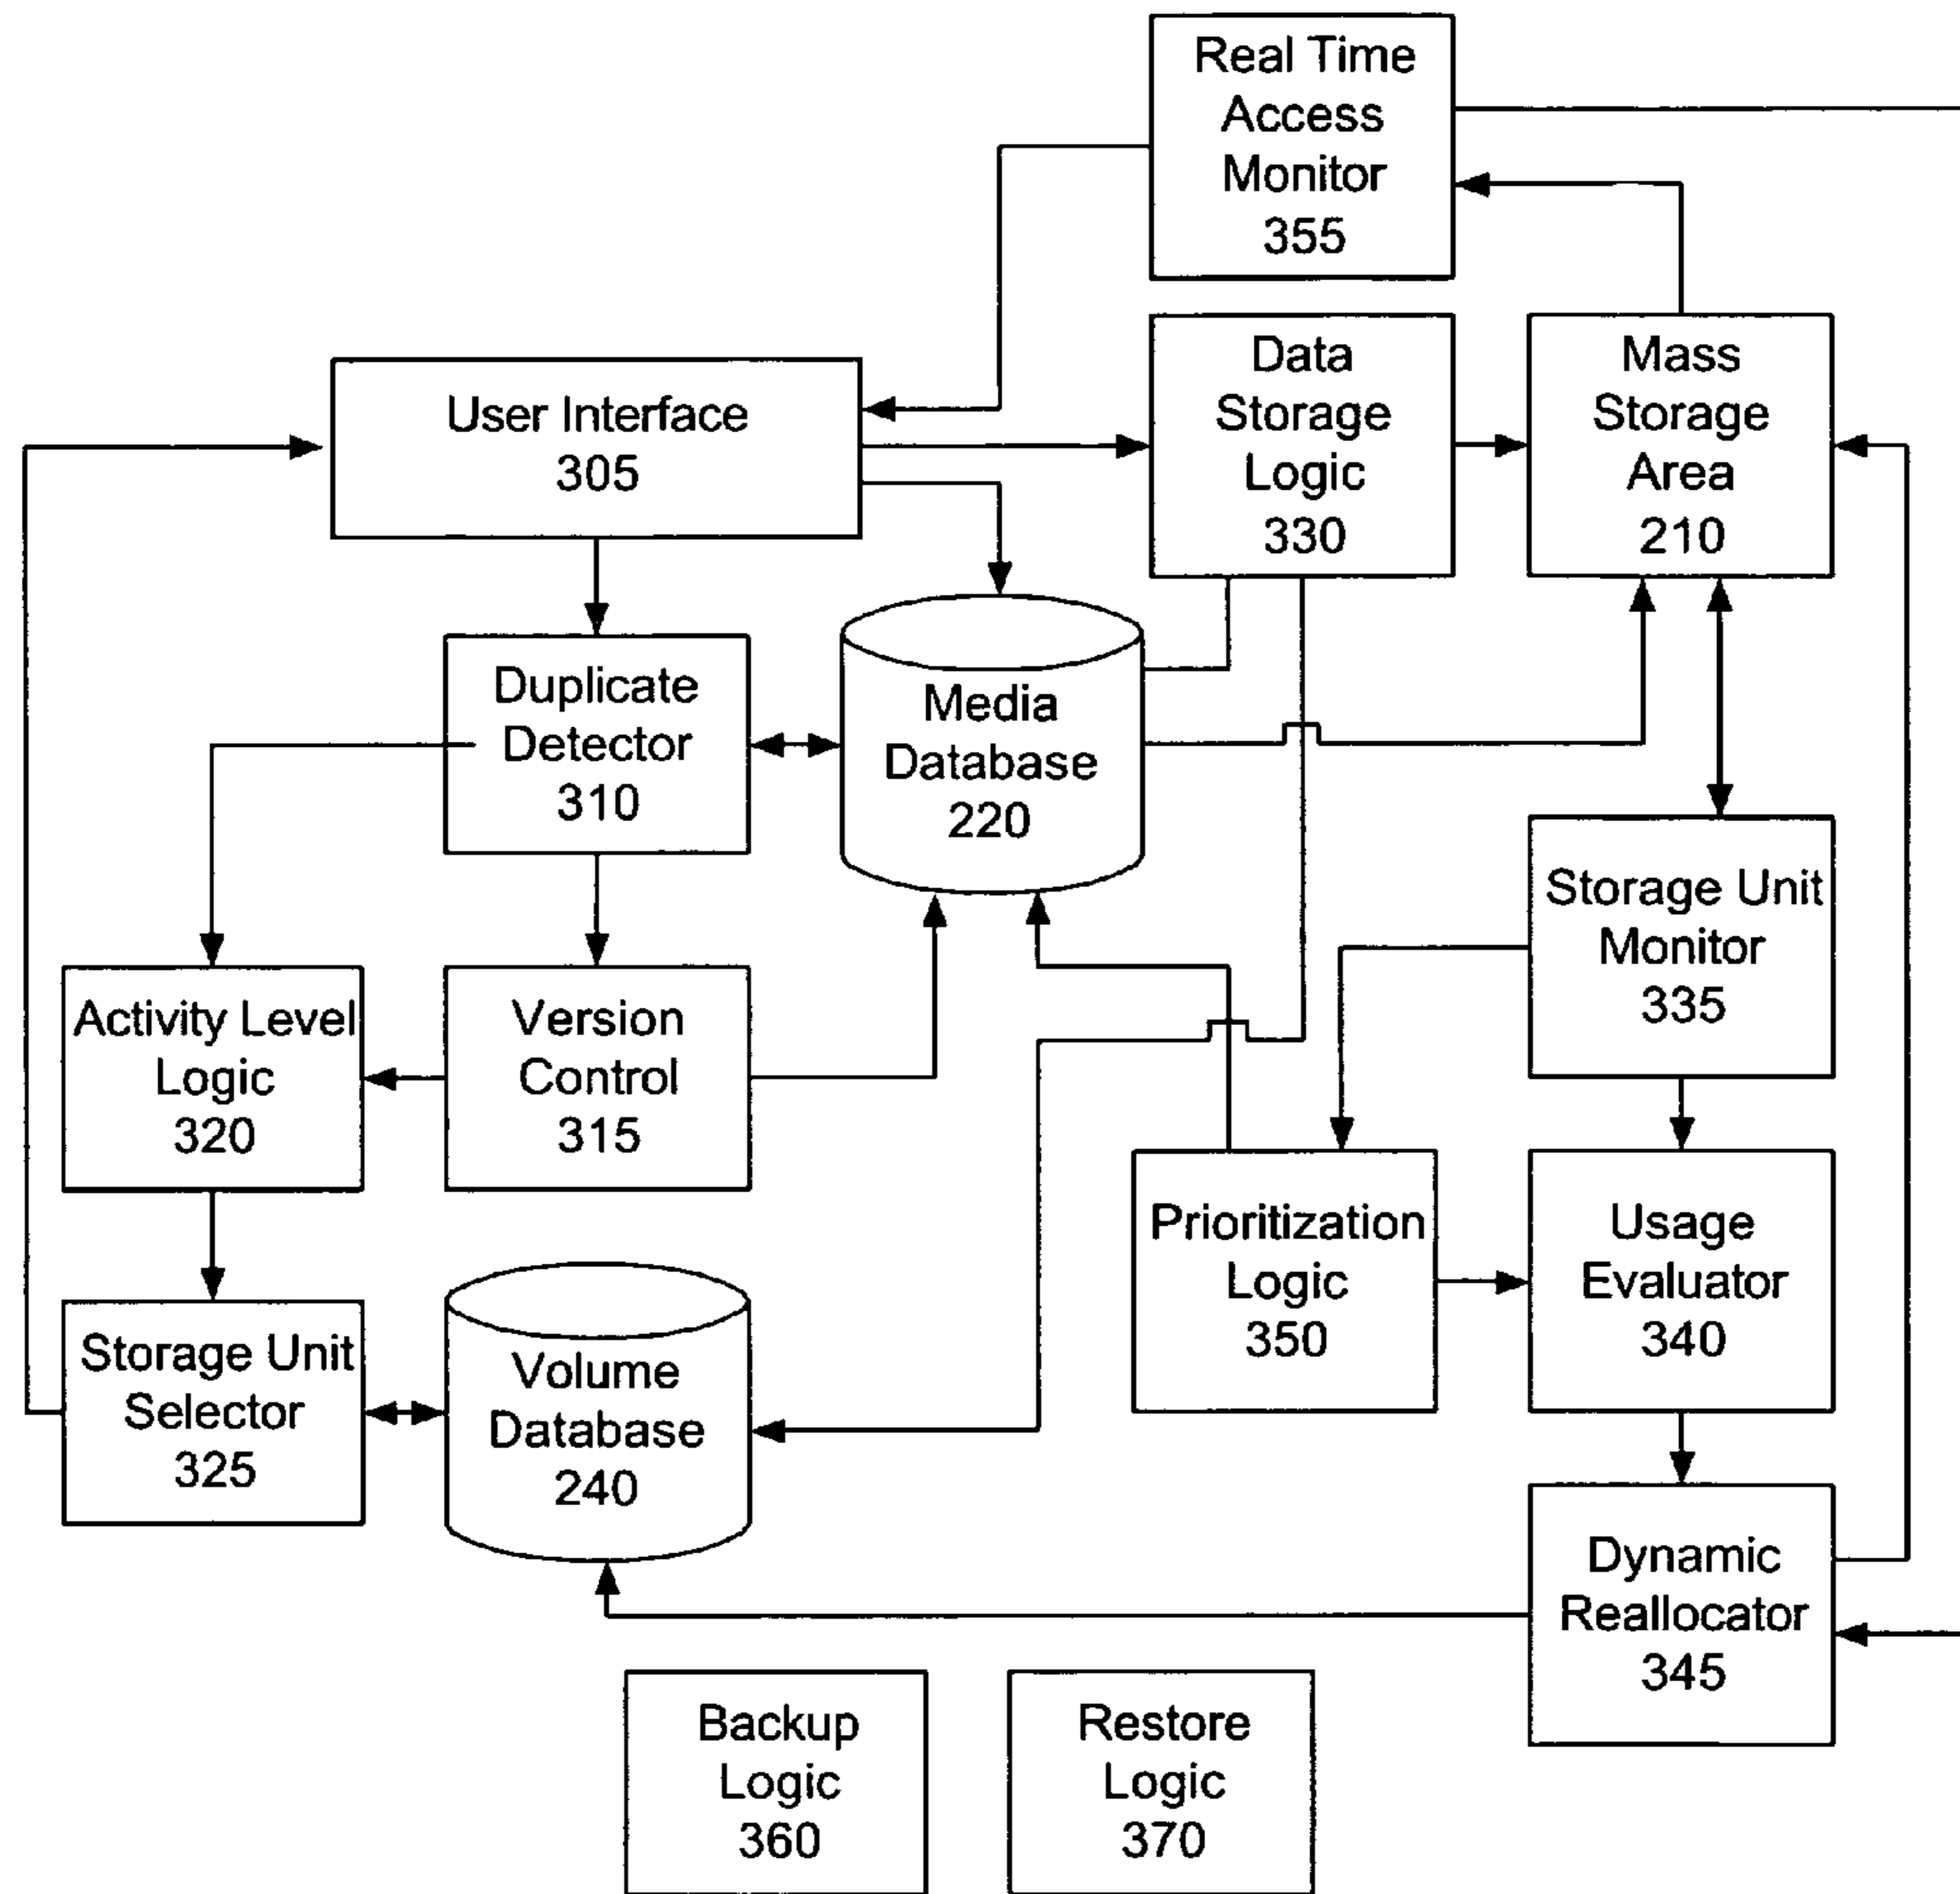 Real Time
Access
Monitor
355
User Interface
305
Data
Storage
Logic
330
Mass
Storage
Area
210
Duplicate
Detector
310
Media
Database
220
Storage Unit
Monitor
335
Activity Level
Logic
320
Version
Control
315
Prioritization
Logic
350
Usage
Evaluator
340
Storage Unit
Selector
325
Volume
Database
240
Dynamic
Reallocator
345
Backup
Logic
360
Restore
Logic
370